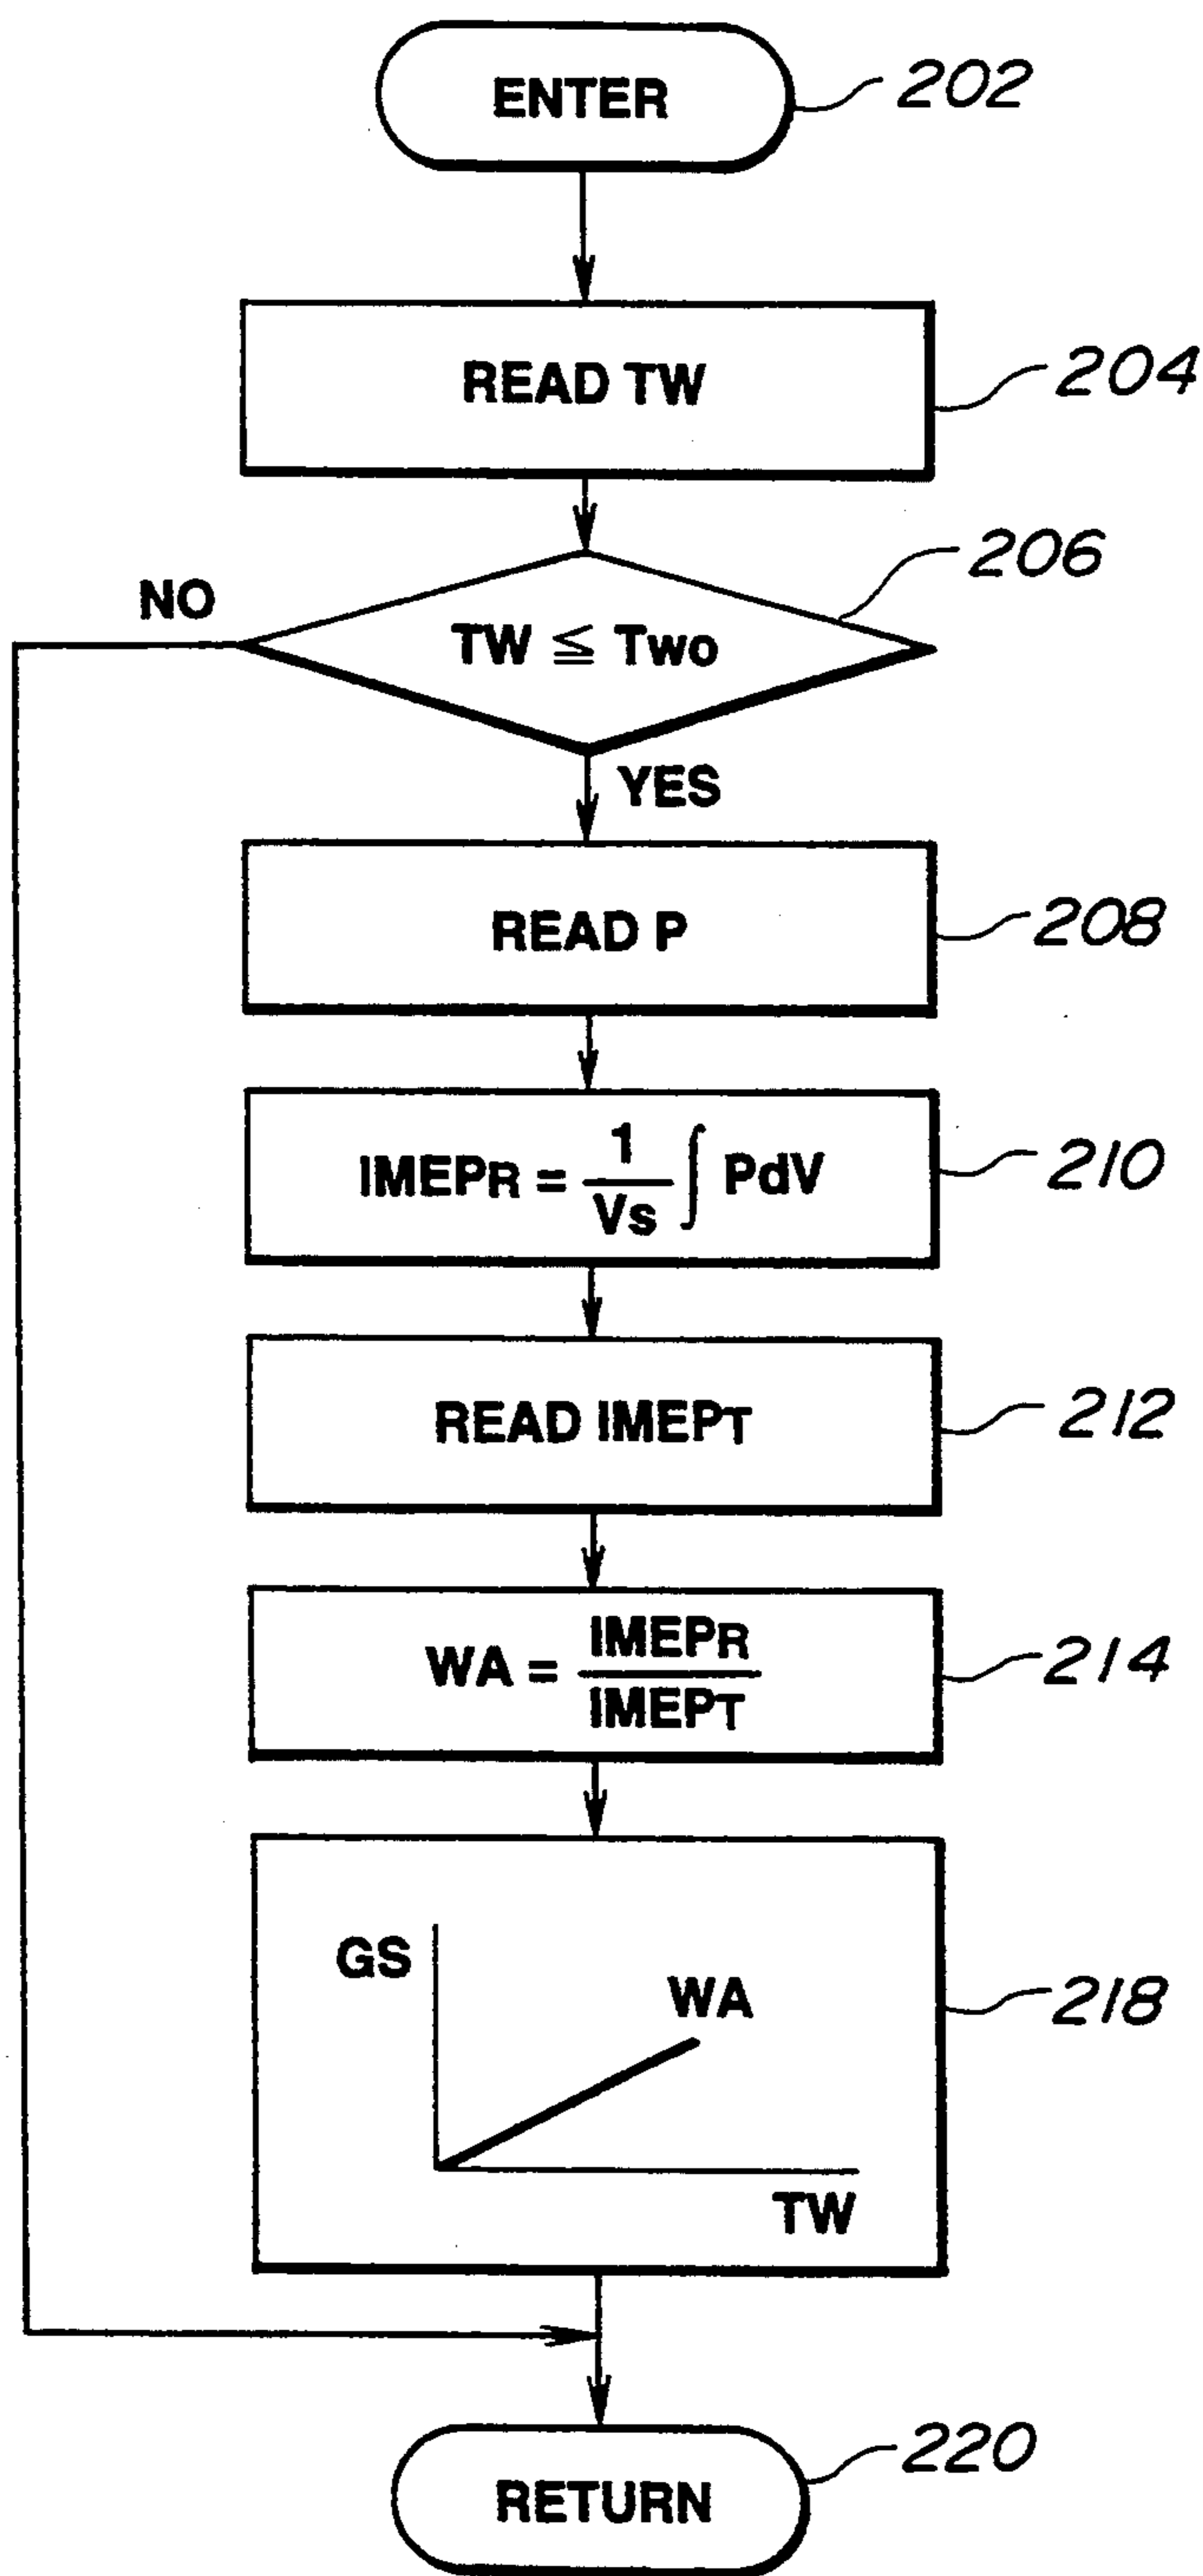 ENTER
202
READ TW
204
206
NO
TW ≦ Two
YES
READ P
208
IMEPR = 1/Vs ∫ PdV
210
READ IMEPT
212
WA = IMEPR/IMEPT
214
GS
WA
TW
218
RETURN
220